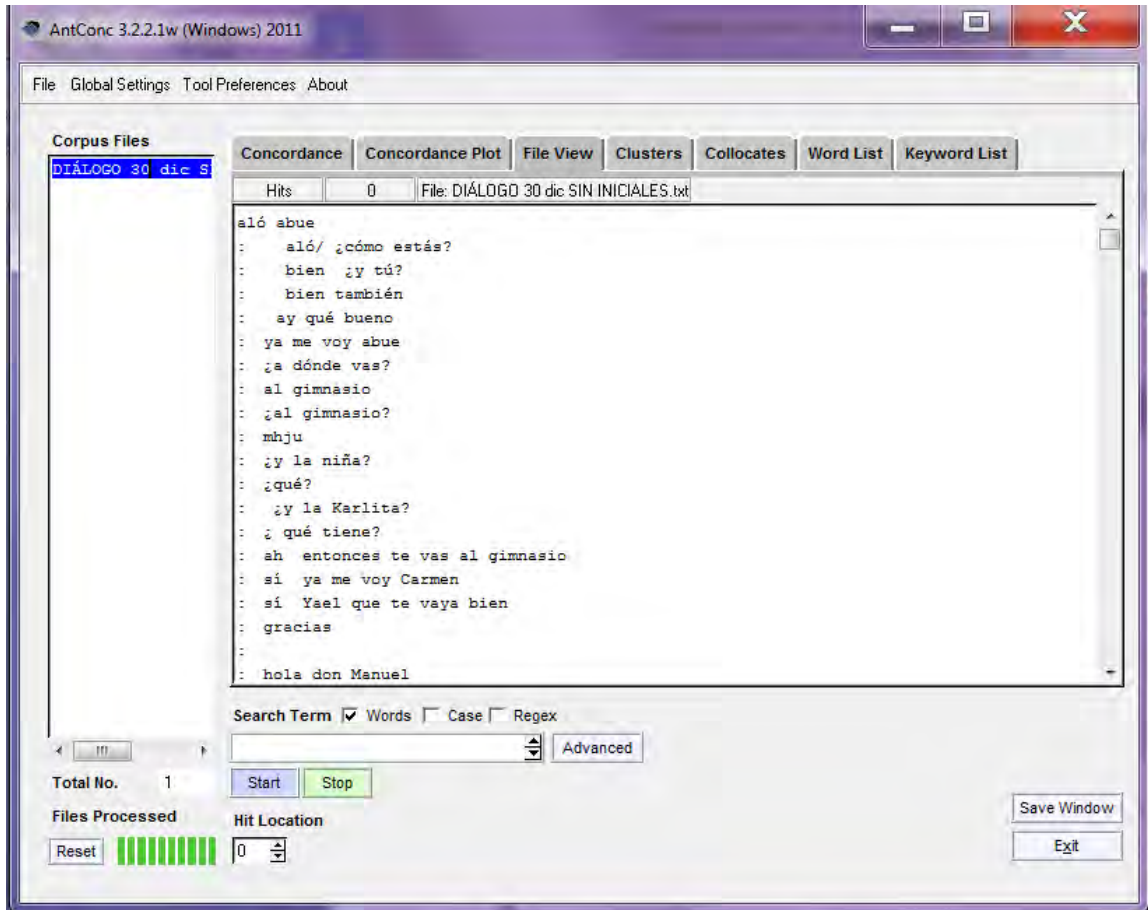 AntConc 3.2.2.1w (Windows) 2011
File Global Settings Tool Preferences About
Corpus Files
DIÁLOGO 30 dic S
Concordance Concordance Plot File View Clusters Collocates Word List Keyword List
Hits 0 File: DIÁLOGO 30 dic SIN INICIALES.txt
aló abue
: aló/ ¿cómo estás?
: bien ¿y tú?
: bien también
: ay qué bueno
: ya me voy abue
: ¿a dónde vas?
: al gimnasio
: ¿al gimnasio?
: mhju
: ¿y la niña?
: ¿qué?
: ¿y la Karlita?
: ¿ qué tiene?
: ah entonces te vas al gimnasio
: sí ya me voy Carmen
: sí Yael que te vaya bien
: gracias
:
: hola don Manuel
Search Term Words Case Regex
Advanced
Total No. 1
Start Stop
Files Processed
Hit Location
Save Window
Reset
0
Exit